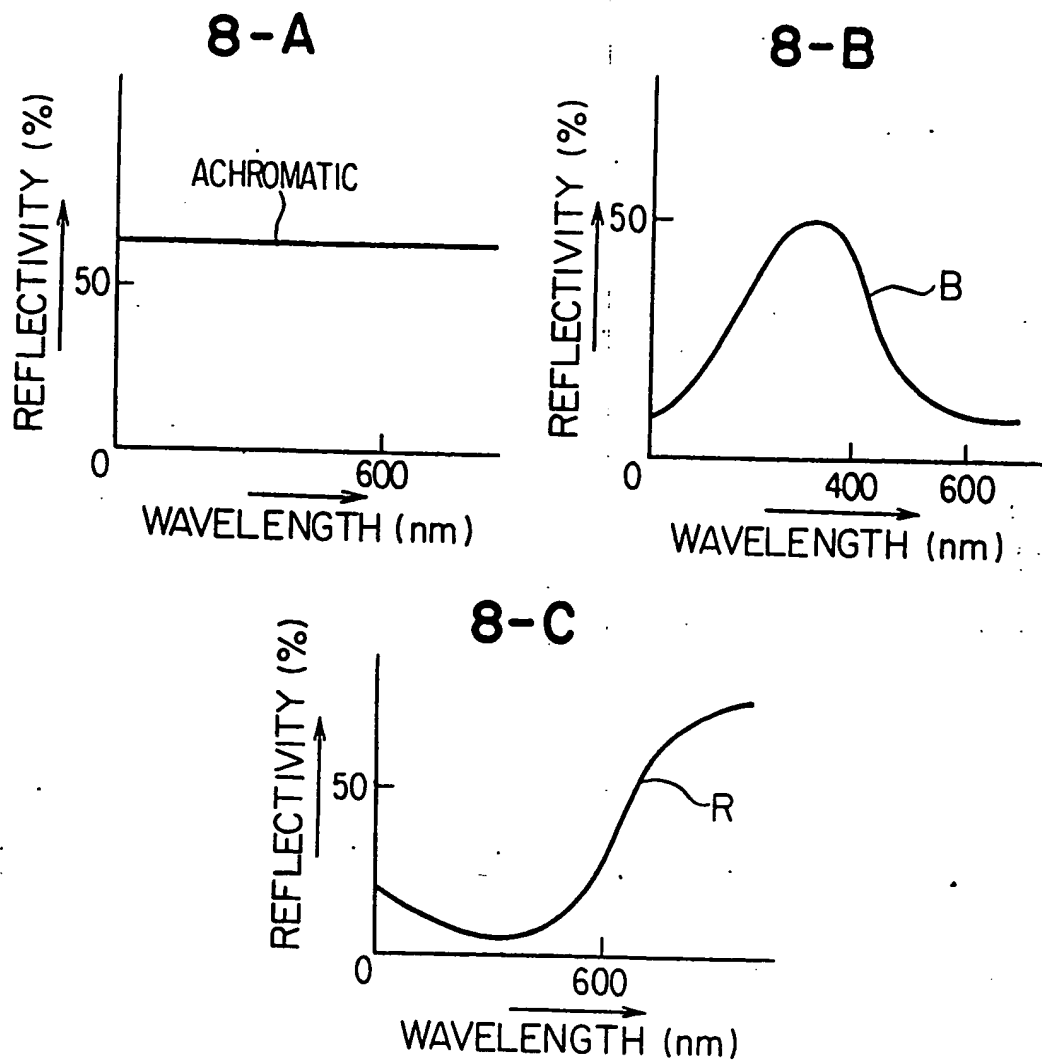 8-A
REFLECTIVITY (%)
ACHROMATIC
50
0
600
WAVELENGTH (nm)
8-B
REFLECTIVITY (%)
50
B
0
400
600
WAVELENGTH (nm)
8-C
REFLECTIVITY (%)
50
R
0
600
WAVELENGTH (nm)